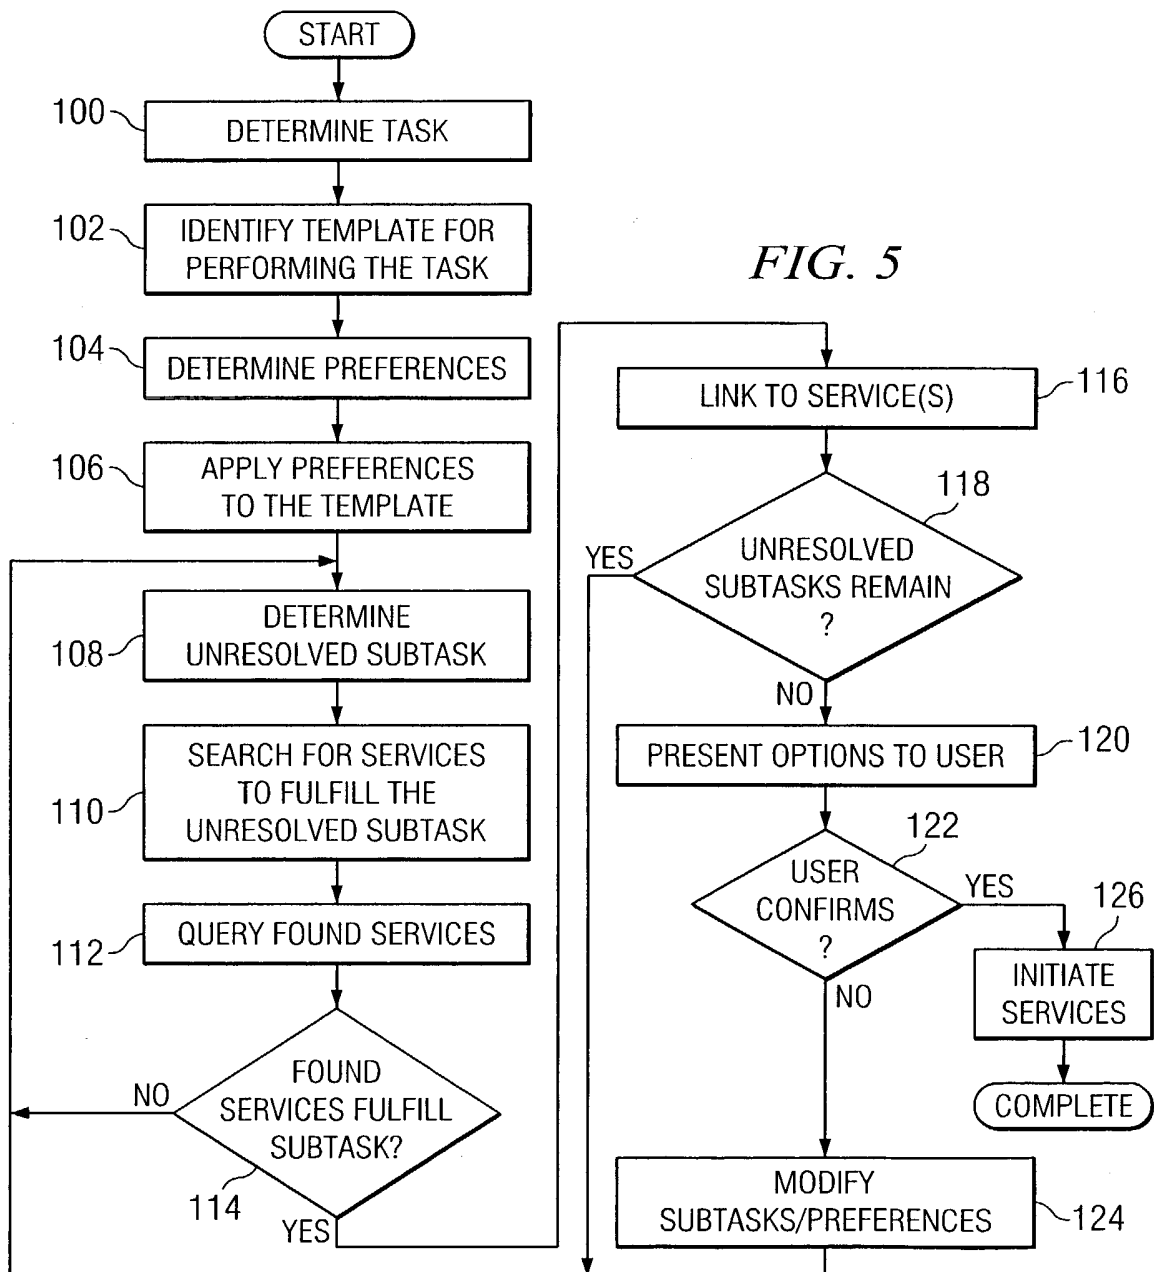 START
100
DETERMINE TASK
102
IDENTIFY TEMPLATE FOR
PERFORMING THE TASK
104
DETERMINE PREFERENCES
106
APPLY PREFERENCES
TO THE TEMPLATE
108
DETERMINE
UNRESOLVED SUBTASK
110
SEARCH FOR SERVICES
TO FULFILL THE
UNRESOLVED SUBTASK
112
QUERY FOUND SERVICES
FOUND
SERVICES FULFILL
SUBTASK?
NO
114
YES
FIG. 5
LINK TO SERVICE(S)
116
118
UNRESOLVED
SUBTASKS REMAIN
?
YES
NO
PRESENT OPTIONS TO USER
120
122
USER
CONFIRMS
?
YES
NO
126
INITIATE
SERVICES
COMPLETE
MODIFY
SUBTASKS/PREFERENCES
124